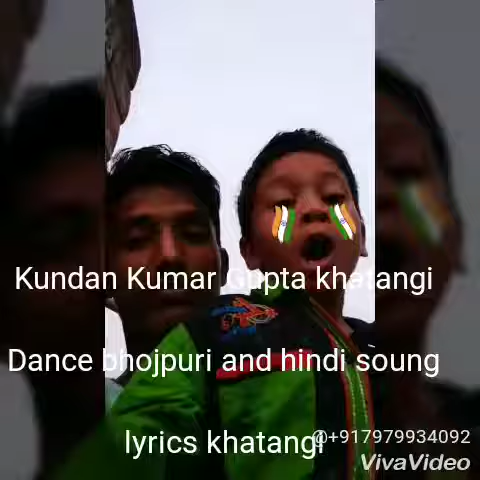 Kundan Kumar Gupta khatangi
Dance bhojpuri and hindi soung
lyrics khatangi
@+917979934092
VivaVideo